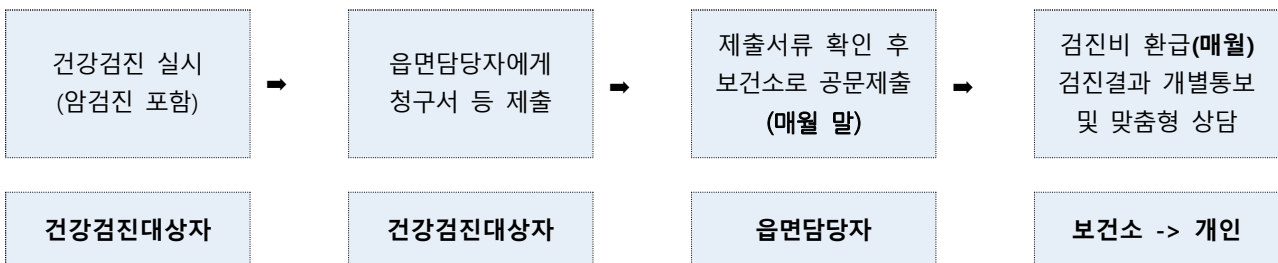 건강검진 실시
(암검진 포함)
➡
읍면담당자에게
청구서 등 제출
➡
제출서류 확인 후
보건소로 공문제출
(매월 말)
➡
검진비 환급(매월)
검진결과 개별통보
및 맞춤형 상담
건강검진대상자
건강검진대상자
읍면담당자
보건소 -> 개인